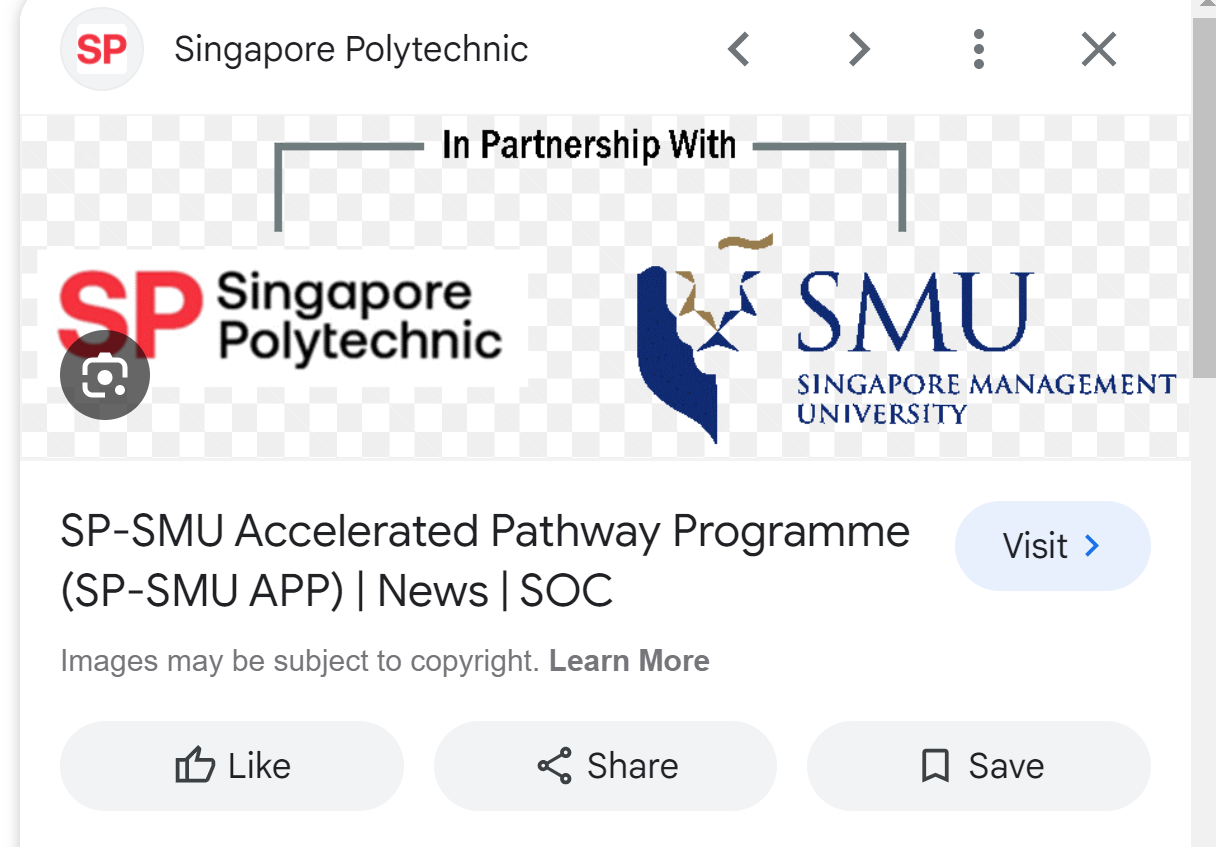 SP
Singapore Polytechnic
In Partnership With
SP Singapore
Polytechnic
SMU
SINGAPORE MANAGEMENT
UNIVERSITY
SP-SMU Accelerated Pathway Programme
(SP-SMU APP) | News | SOC
Visit
Images may be subject to copyright. Learn More
Like
Share
Save